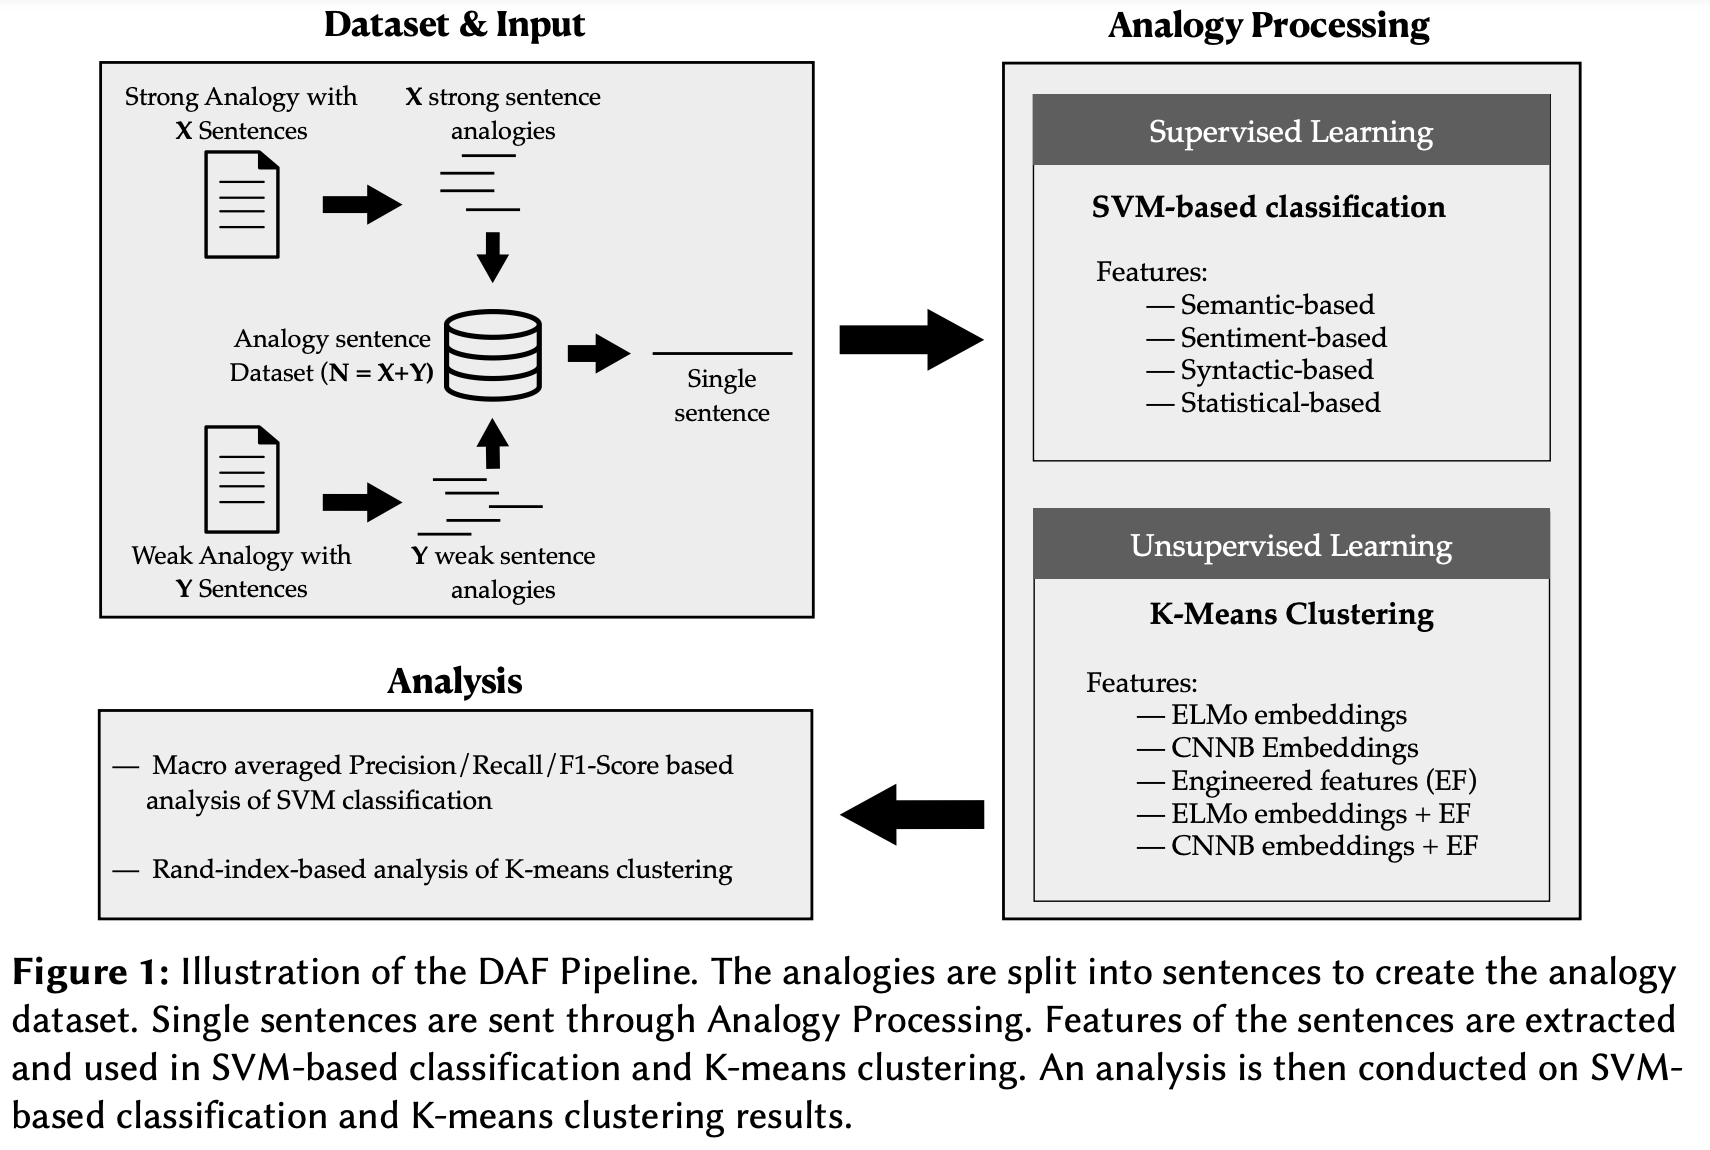 Dataset & Input
Strong Analogy with
X Sentences
X strong sentence
analogies
Analogy sentence
Dataset (N = X+Y)
Single
sentence
Weak Analogy with
Y Sentences
Y weak sentence
analogies
Analogy Processing
Supervised Learning
SVM-based classification
Features:
— Semantic-based
— Sentiment-based
— Syntactic-based
— Statistical-based
Unsupervised Learning
K-Means Clustering
Features:
— ELMo embeddings
— CNNB Embeddings
— Engineered features (EF)
— ELMo embeddings + EF
— CNNB embeddings + EF
Analysis
— Macro averaged Precision/Recall/F1-Score based
analysis of SVM classification
— Rand-index-based analysis of K-means clustering
Figure 1: Illustration of the DAF Pipeline. The analogies are split into sentences to create the analogy
dataset. Single sentences are sent through Analogy Processing. Features of the sentences are extracted
and used in SVM-based classification and K-means clustering. An analysis is then conducted on SVM-
based classification and K-means clustering results.